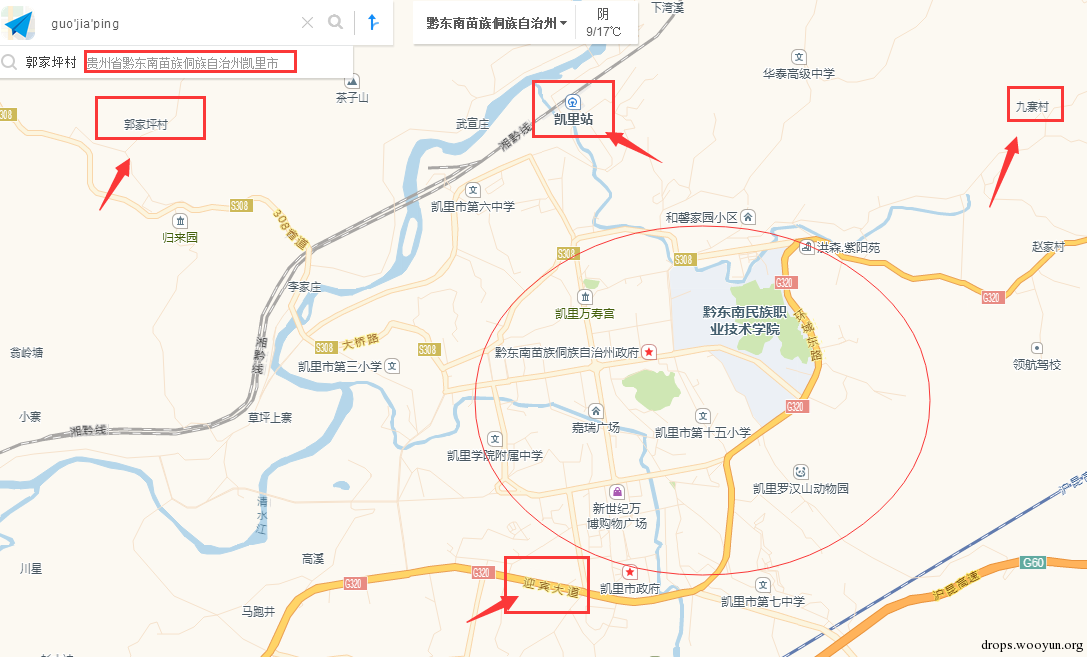 guo'jia'ping
黔东南苗族侗族自治州
阴
9/17℃
郭家坪村 贵州省黔东南苗族侗族自治州凯里市
下湾溪
华泰高级中学
茶子山
凯里站
九寨村
郭家坪村
308
武宣庄
湘黔线
凯里市第六中学
S308
归来园
308省道
和馨家园小区
洪森.紫阳苑
赵家村
S308
S308
李家庄
G320
G320
凯里万寿宫
黔东南民族职
业技术学院
环城东路
湘黔线
大桥路
S308
S308
翁岭塘
凯里市第三小学
黔东南苗族侗族自治州政府
领航驾校
小寨
草坪上寨
G320
嘉瑞广场
凯里市第十五小学
湘黔线
凯里学院附属中学
凯里罗汉山动物园
沪昆
清水江
新世纪万
博购物广场
高溪
川星
G320
G320
迎宾大道
凯里市政府
G60
沪昆高速
马跑井
凯里市第七中学
drops.wooyun.org